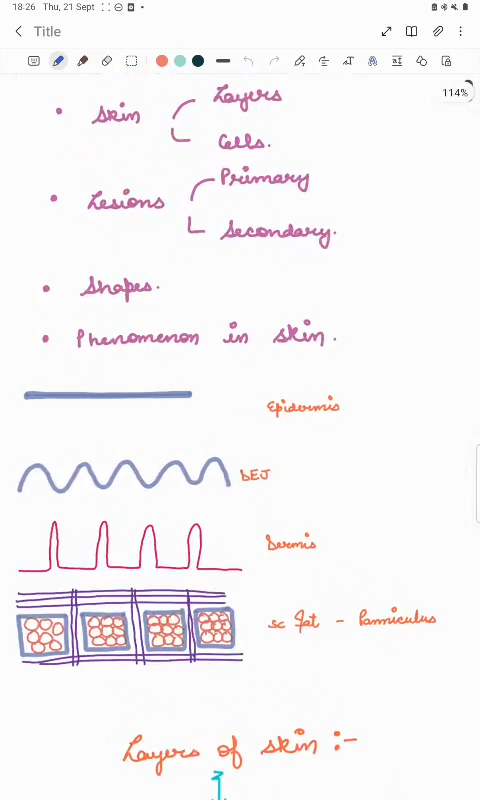 18:26 Thu, 21 Sept
Title
114%
Skin
Layers
Cells.
Lesions
Primary
Secondary.
Shapes.
Phenomenon in skin.
Epidermis
DEJ
Dermis
SC fat - Panniculus
Layers of skin :-